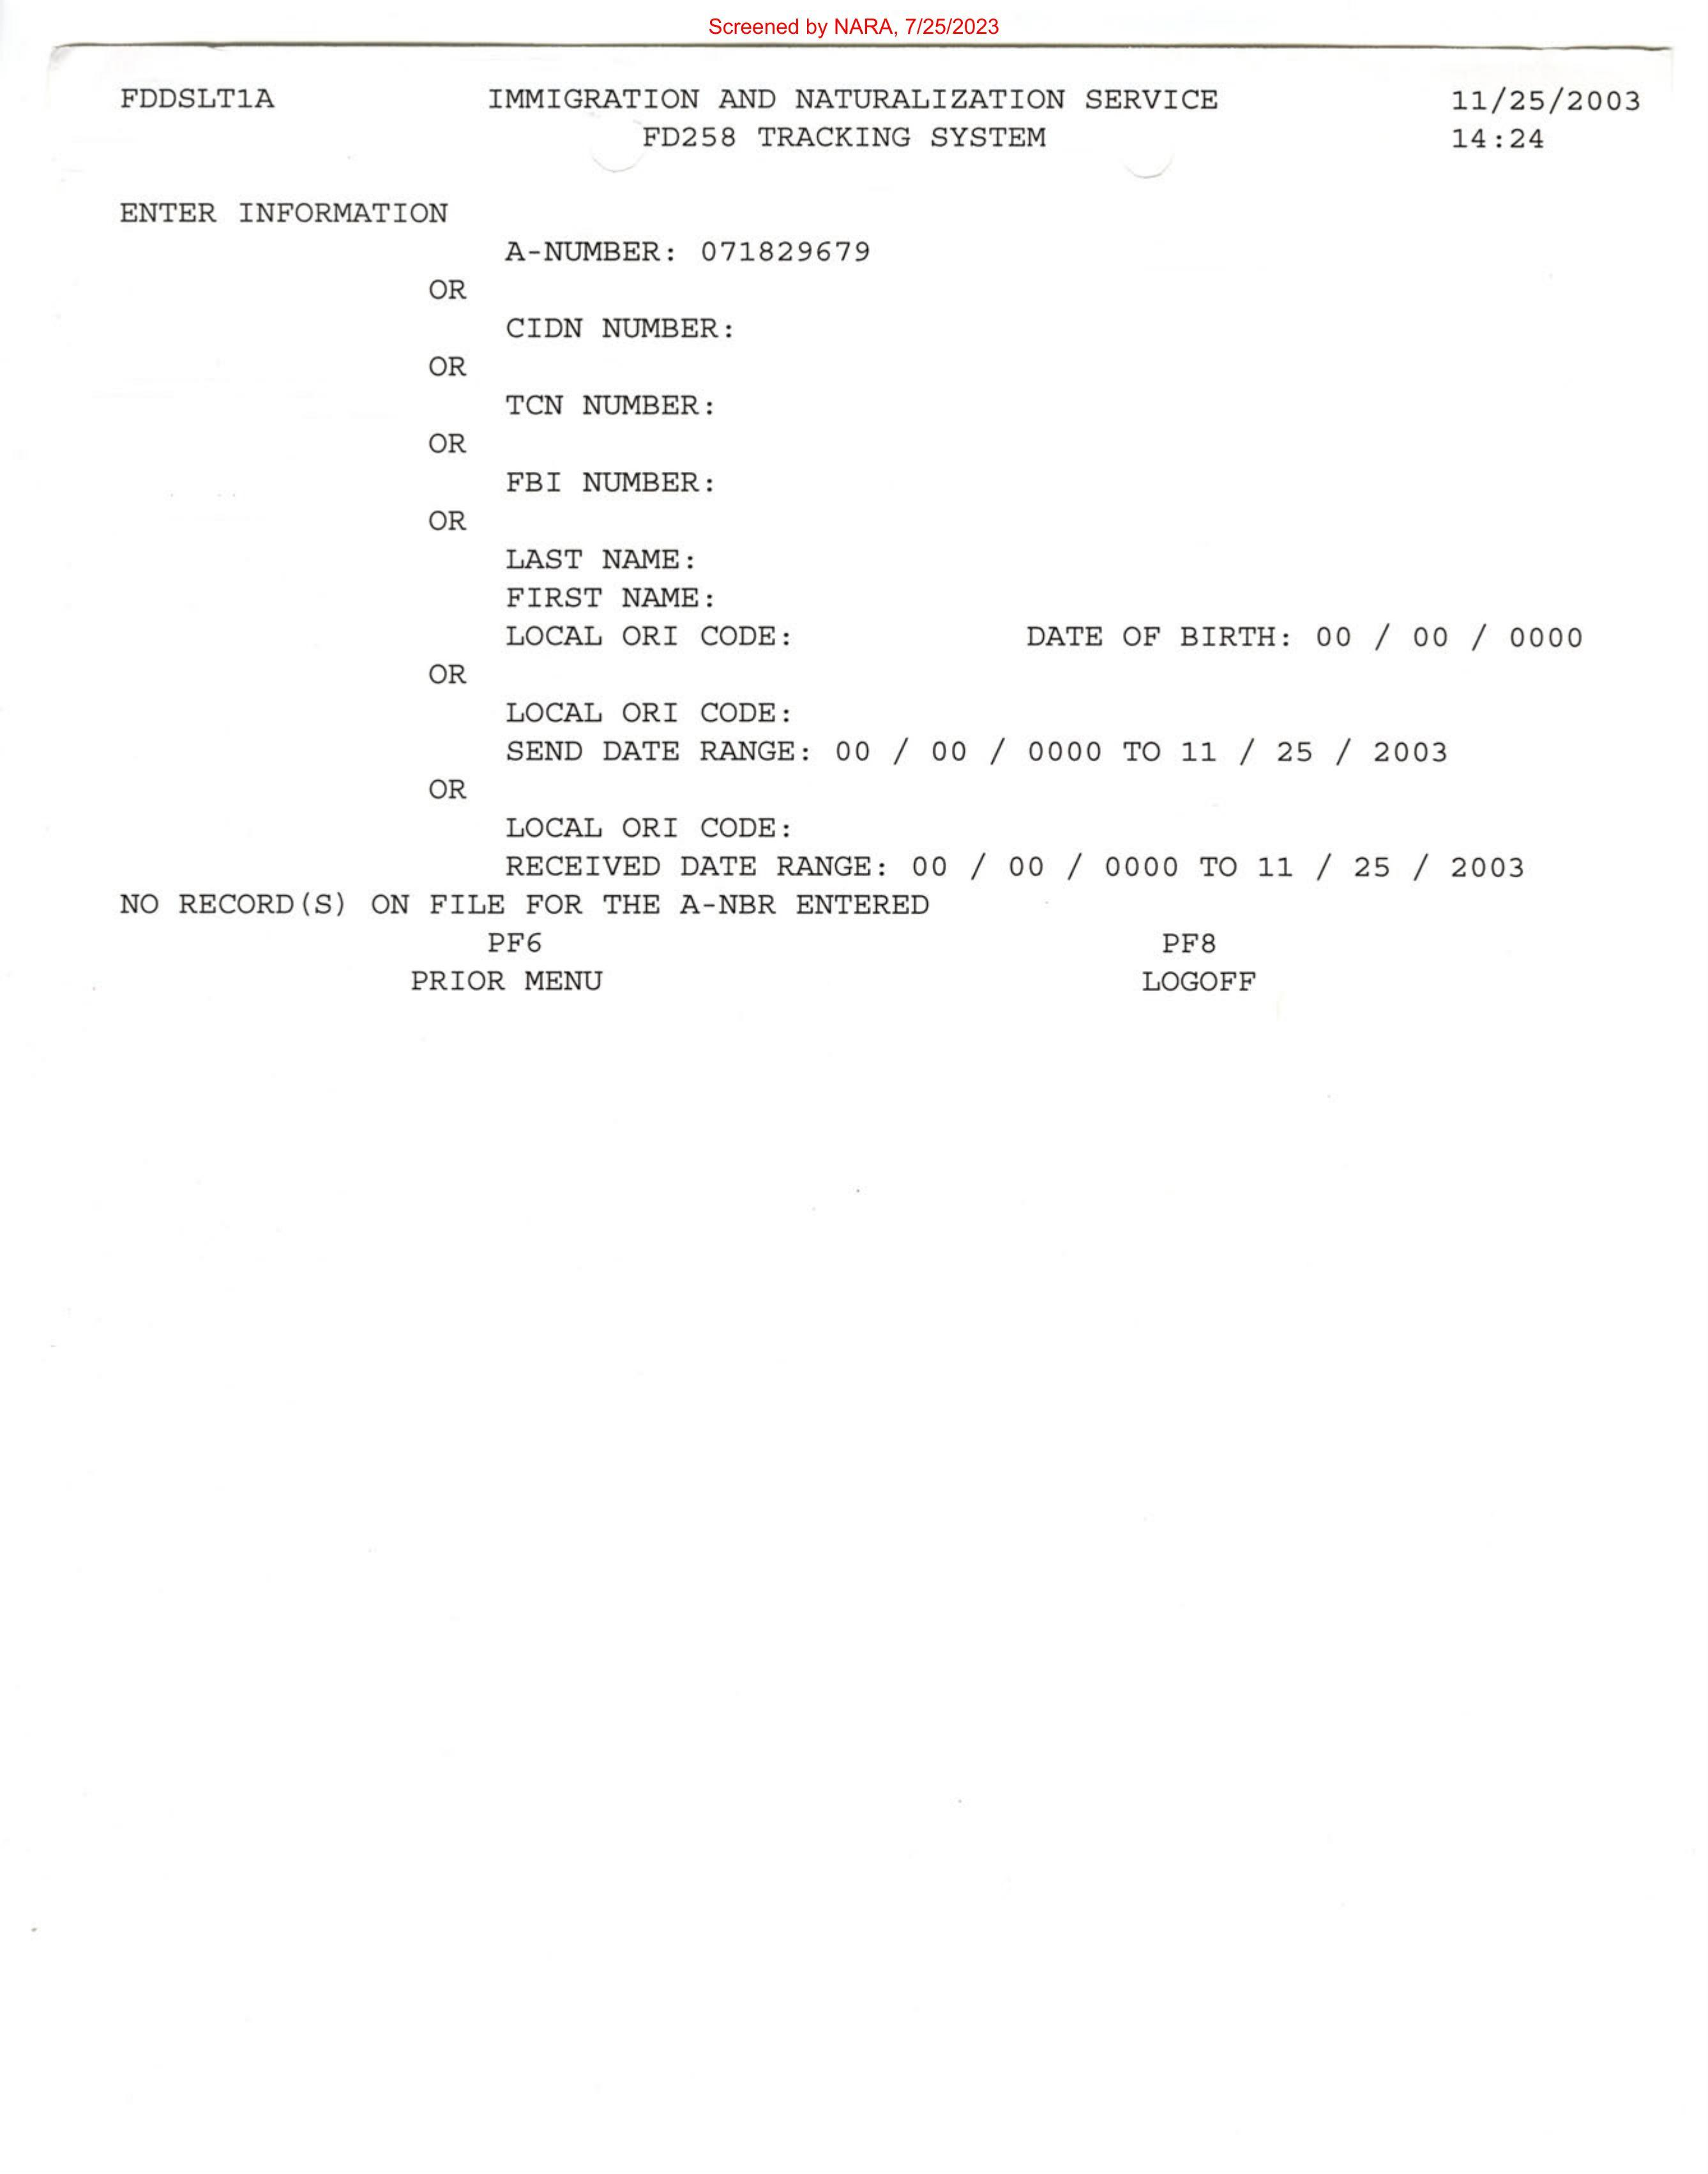 Screened by NARA, 7/25/2023
FDDSLT1A IMMIGRATION AND NATURALIZATION SERVICE 11/25/2003
FD258 TRACKING SYSTEM 14:24
ENTER INFORMATION
A-NUMBER: 071829679
OR
CIDN NUMBER:
OR
TCN NUMBER:
OR
FBI NUMBER:
OR
LAST NAME:
FIRST NAME:
LOCAL ORI CODE: DATE OF BIRTH: 00 / 00 / 0000
OR
LOCAL ORI CODE:
SEND DATE RANGE: 00 / 00 / 0000 TO 11 / 25 / 2003
OR
LOCAL ORI CODE:
RECEIVED DATE RANGE: 00 / 00 / 0000 TO 11 / 25 / 2003
NO RECORD(S) ON FILE FOR THE A-NBR ENTERED
PF6 PF8
PRIOR MENU LOGOFF